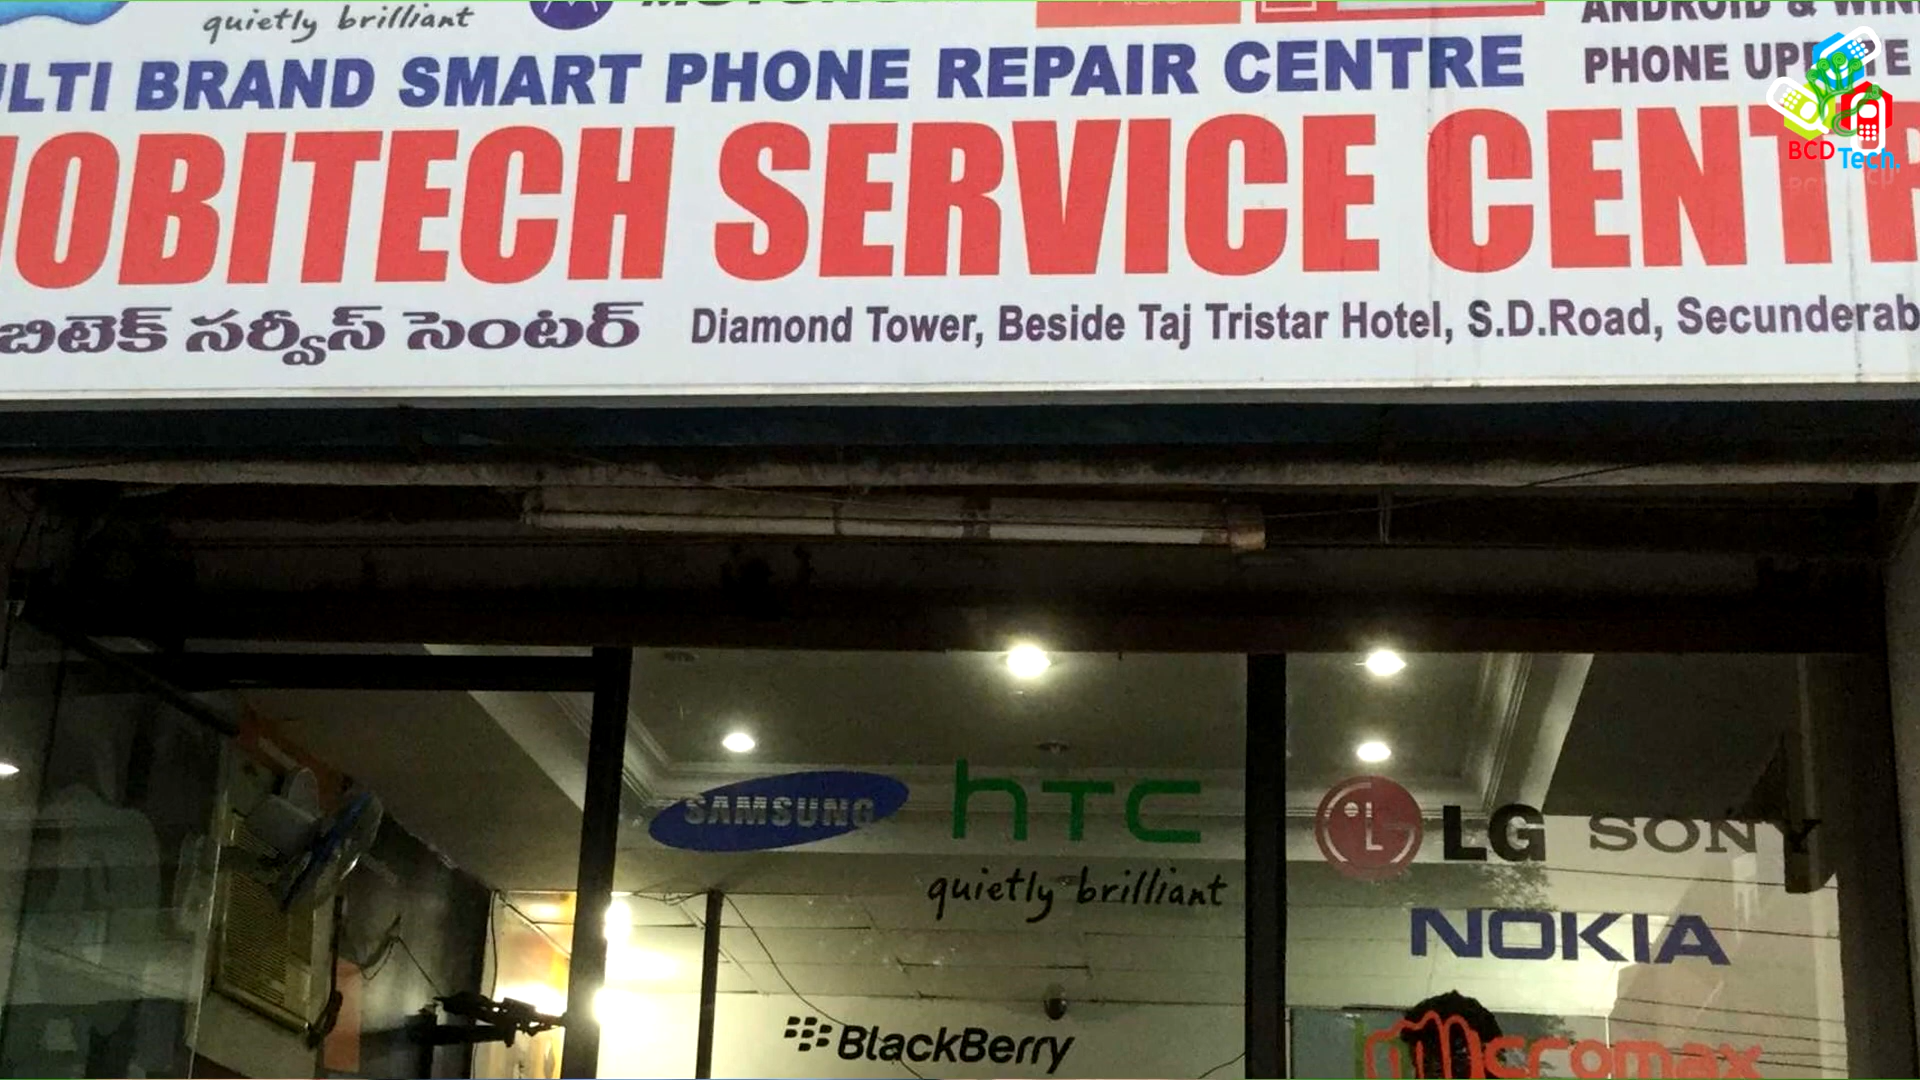 quietly brilliant
ANDROID &
LTI BRAND SMART PHONE REPAIR CENTRE
PHONE UP
OBITECH SERVICE CENT
BCD Tech.
బిటెక్ సర్వీస్ సెంటర్
Diamond Tower, Beside Taj Tristar Hotel, S.D.Road, Secunderab
SAMSUNG
hTC
quietly brilliant
LG
SONY
NOKIA
BlackBerry
micromax